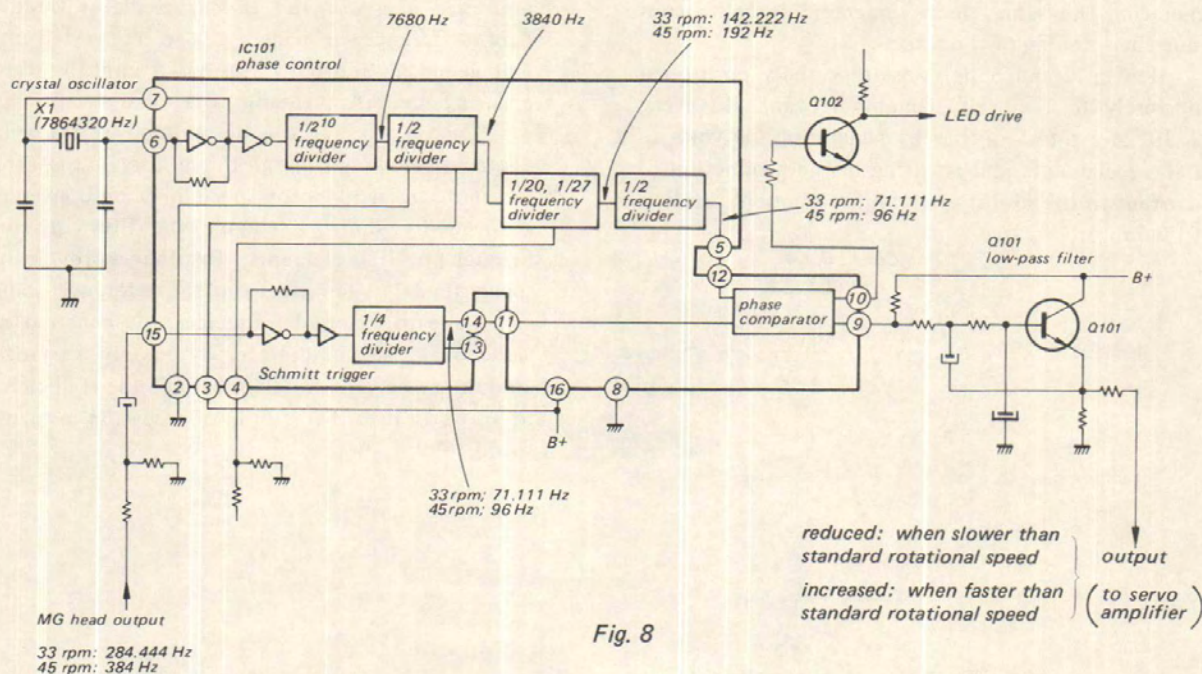 33 rpm: 142.222 Hz
45 rpm: 192 Hz
7680 Hz
3840 Hz
IC101
phase control
crystal oscillator
X1
(7864320 Hz)
7
6
1/2¹⁰
frequency
divider
1/2
frequency
divider
1/20, 1/27
frequency
divider
1/2
frequency
divider
Q102
LED drive
33 rpm: 71.111 Hz
45 rpm: 96 Hz
5
12
phase
comparator
10
9
Q101
low-pass filter
B+
Q101
15
1/4
frequency
divider
14
11
13
Schmitt trigger
2
3
4
16
8
B+
33 rpm; 71.111 Hz
45 rpm; 96 Hz
MG head output
33 rpm: 284.444 Hz
45 rpm: 384 Hz
Fig. 8
reduced: when slower than
standard rotational speed
increased: when faster than
standard rotational speed
output
(to servo
amplifier)